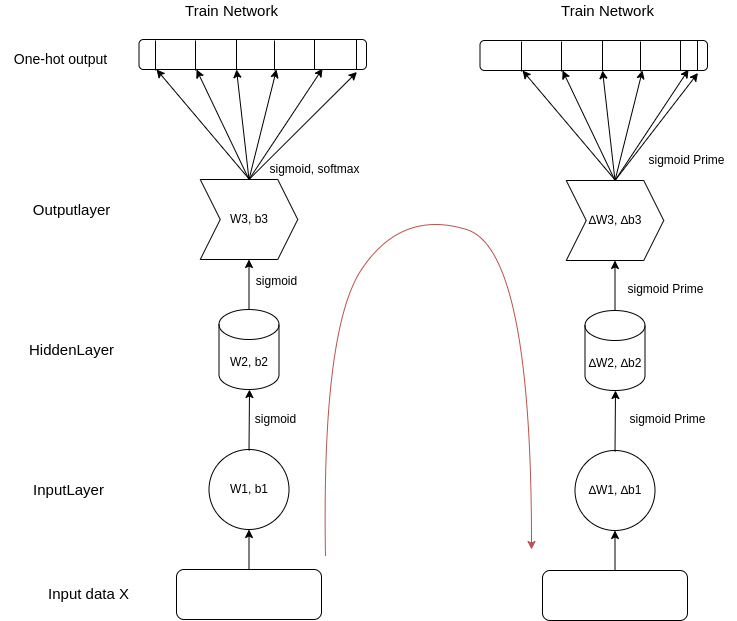 Train Network
Train Network
One-hot output
sigmoid, softmax
sigmoid Prime
Outputlayer
W3, b3
ΔW3, Δb3
sigmoid
sigmoid Prime
HiddenLayer
W2, b2
ΔW2, Δb2
sigmoid
sigmoid Prime
InputLayer
W1, b1
ΔW1, Δb1
Input data X